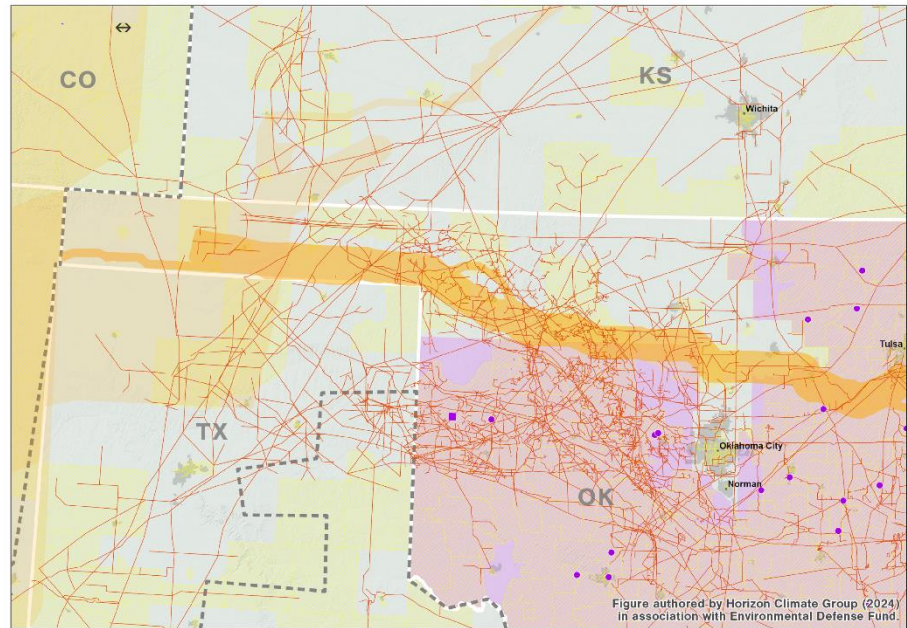 CO
KS
Wichita
Tulsa
TX
Oklahoma City
Norman
OK
Figure authored by Horizon Climate Group (2024)
in association with Environmental Defense Fund.